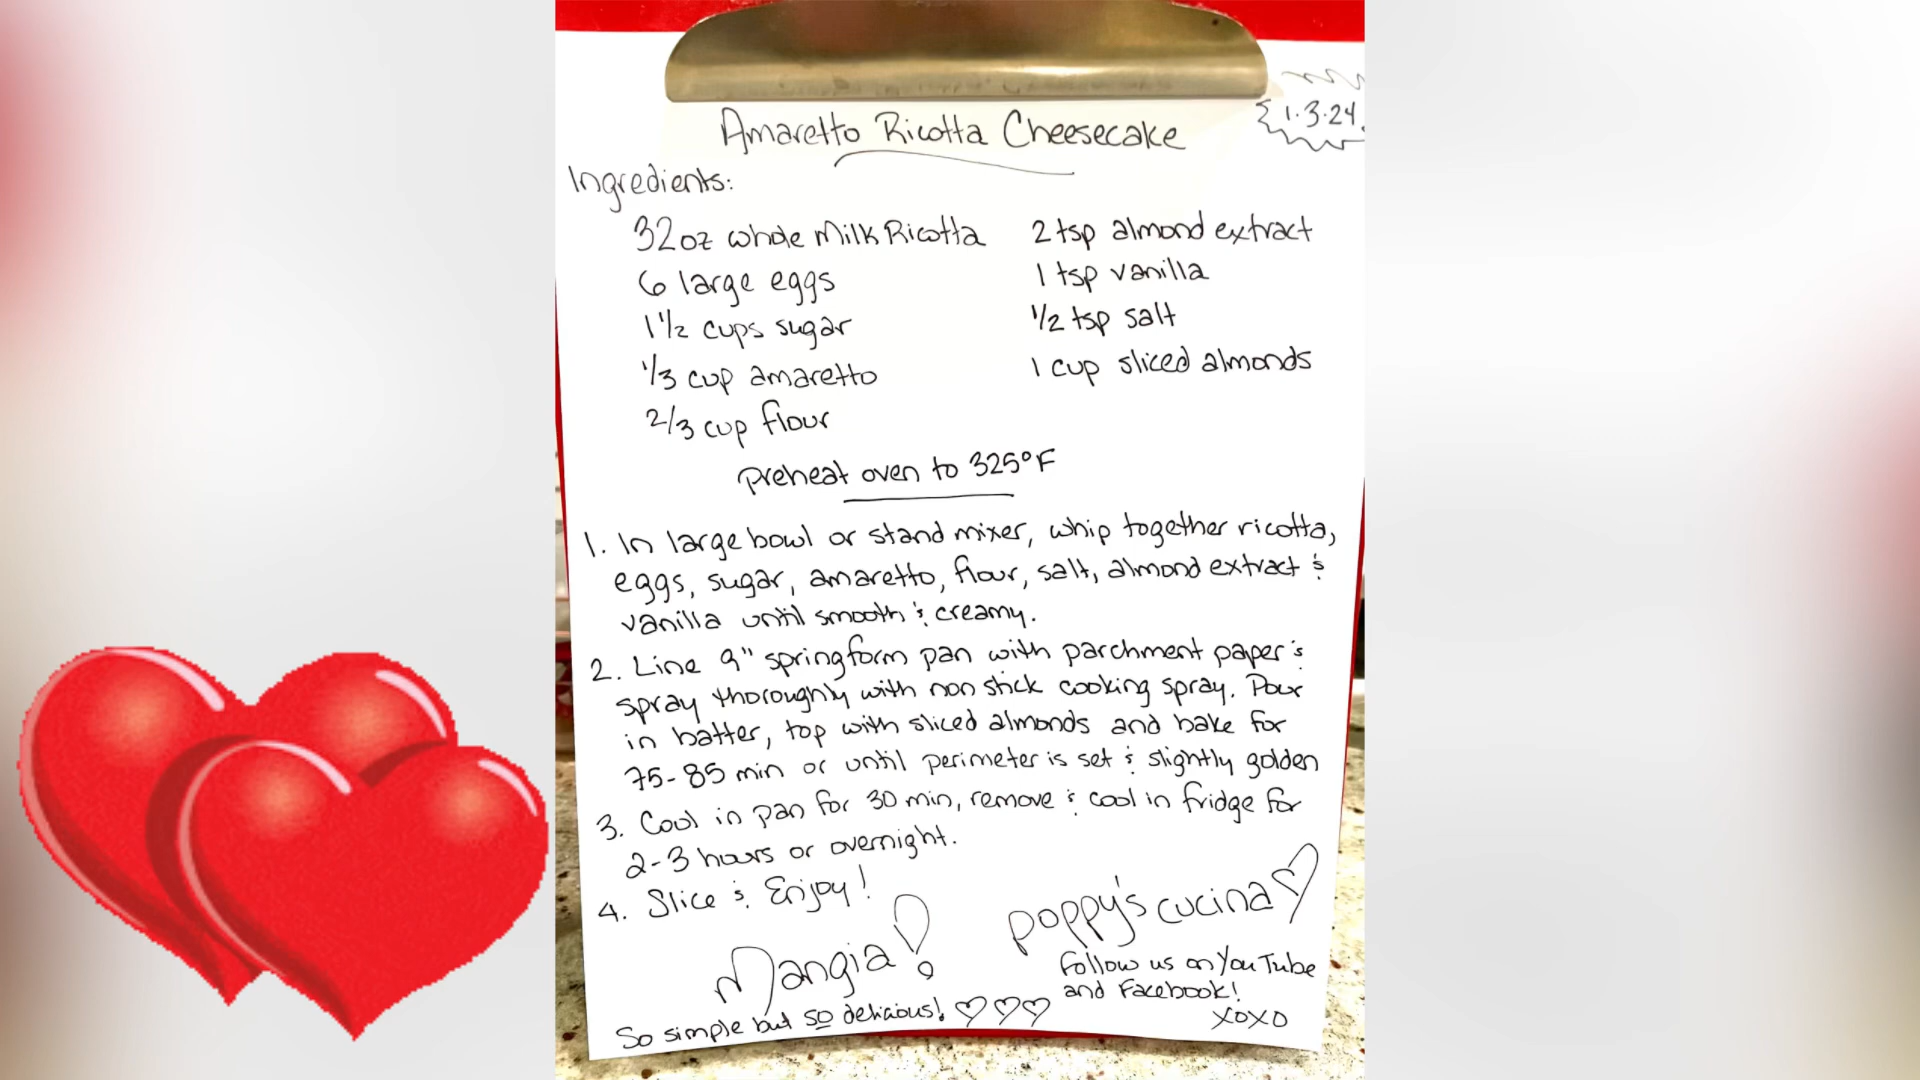 Amaretto Ricotta Cheesecake
1.3.24
Ingredients:
32oz whole Milk Ricotta
6 large eggs
1 1/2 cups sugar
1/3 cup amaretto
2/3 cup flour
2 tsp almond extract
1 tsp vanilla
1/2 tsp salt
1 cup sliced almonds
preheat oven to 325°F
1. In large bowl or stand mixer, whip together ricotta,
eggs, sugar, amaretto, flour, salt, almond extract &
vanilla until smooth & creamy.
2. Line 9" springform pan with parchment paper &
spray thoroughly with non stick cooking spray. Pour
in batter, top with sliced almonds and bake for
75-85 min or until perimeter is set & slightly golden
3. Cool in pan for 30 min, remove & cool in fridge for
2-3 hours or overnight.
4. Slice & Enjoy!
Mangia!
So simple but so delicious! ♡♡♡
poppy's cucina ♡
Follow us on YouTube
and Facebook!
XOXO